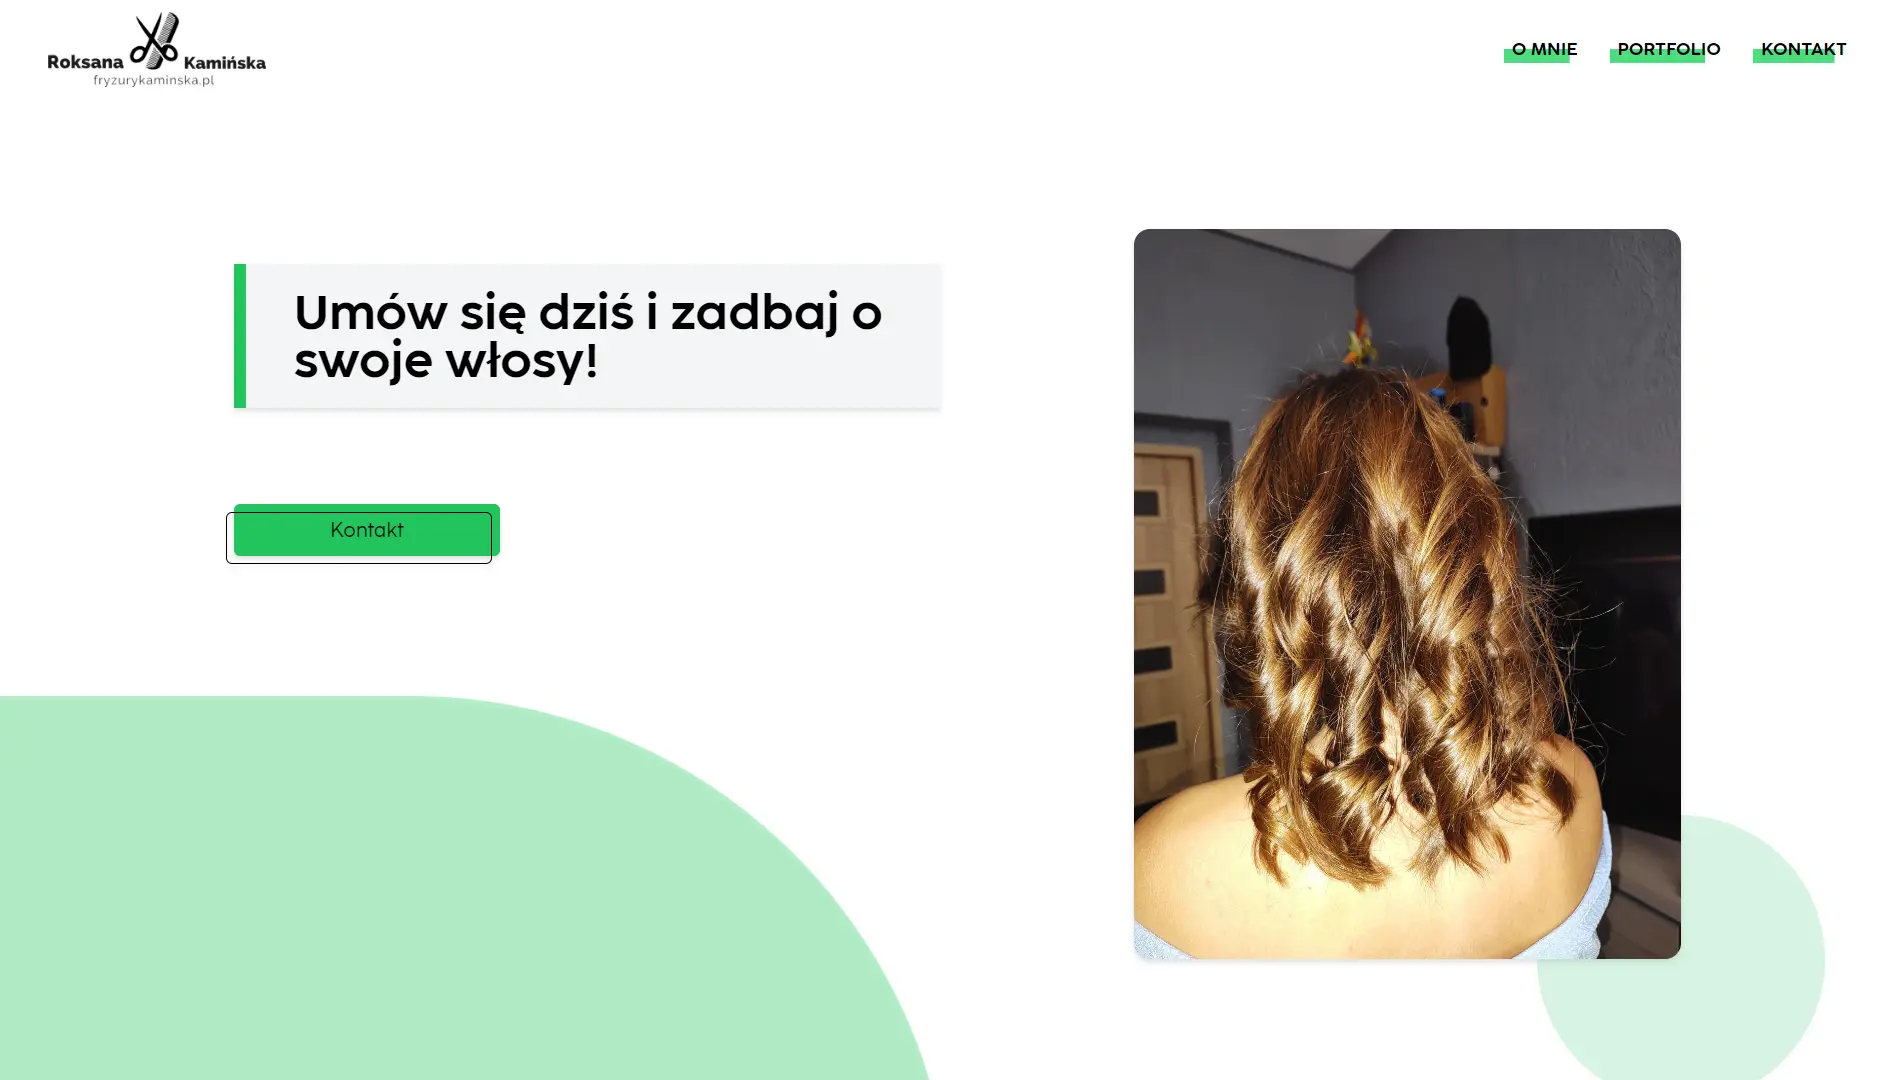 Roksana Kamińska
fryzurykaminska.pl
O MNIE
PORTFOLIO
KONTAKT
Umów się dziś i zadbaj o
swoje włosy!
Kontakt